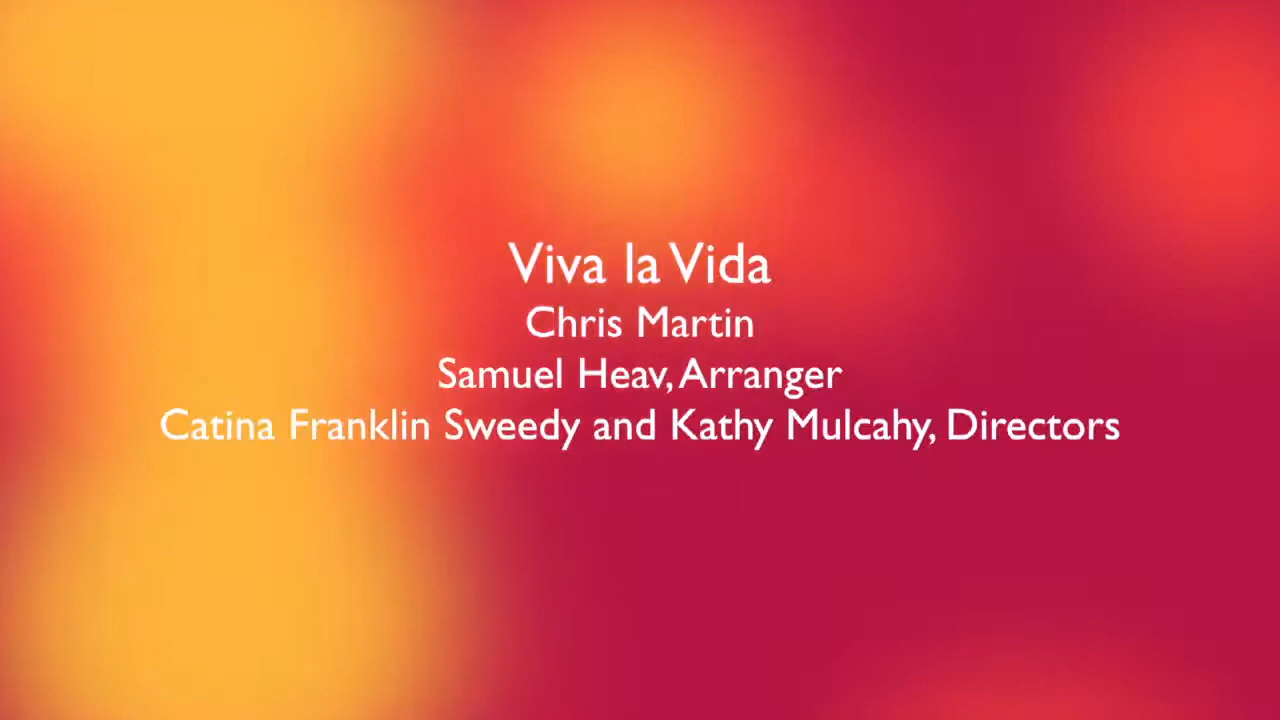 Viva la Vida
Chris Martin
Samuel Heav, Arranger
Catina Franklin Sweedy and Kathy Mulcahy, Directors